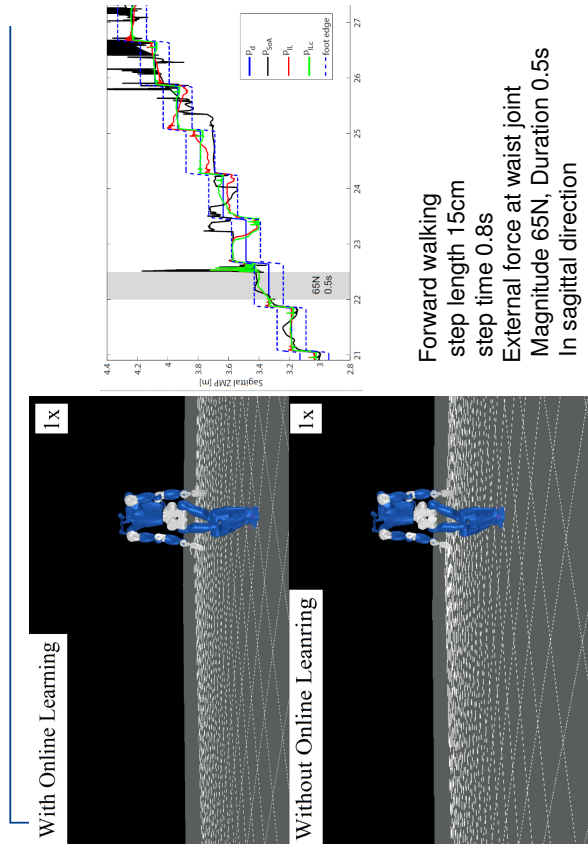 With Online Learning
1x
Without Online Leanring
1x
Sagittal ZMP [m]
4.4
4.2
4
3.8
3.6
3.4
3.2
3
2.8
21
22
23
24
25
26
27
65N
0.5s
p_d
p_SoA
p_IL
p_ILc
foot edge
Forward walking
step length 15cm
step time 0.8s
External force at waist joint
Magnitude 65N, Duration 0.5s
In sagittal direction